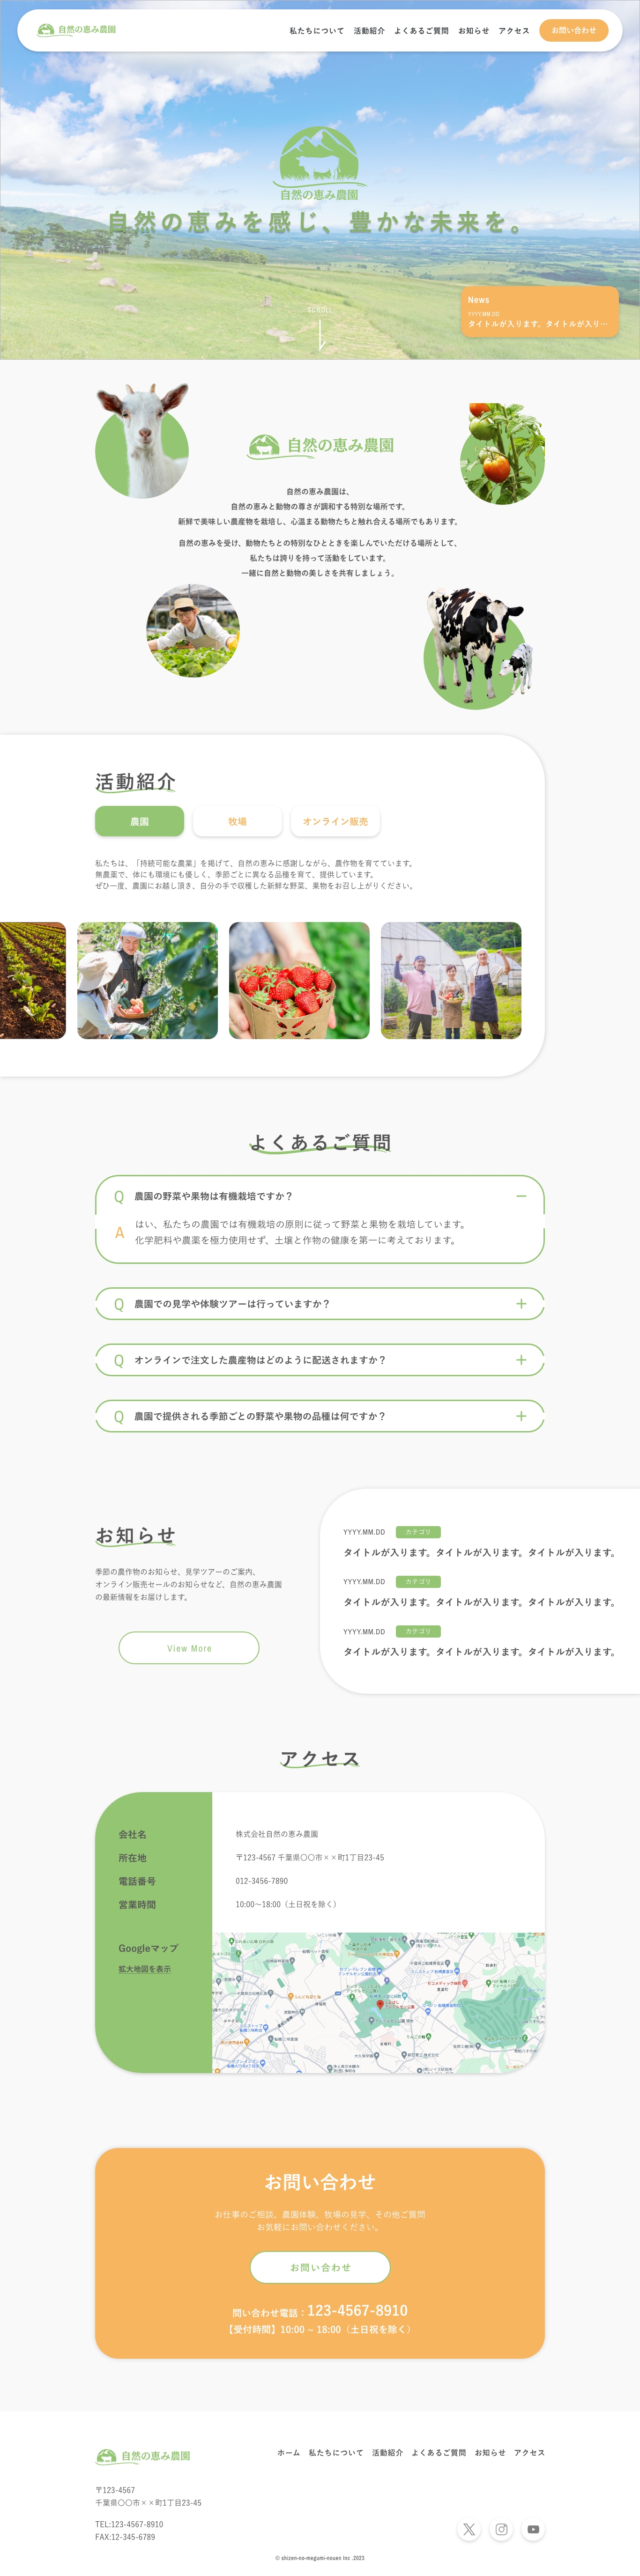 自然の恵み農園
私たちについて 活動紹介 よくあるご質問 お知らせ アクセス お問い合わせ
自然の恵み農園
自然の恵みを感じ、豊かな未来を。
SCROLL
News
YYYY.MM.DD
タイトルが入ります。タイトルが入り…
自然の恵み農園
自然の恵み農園は、
自然の恵みと動物の尊さが調和する特別な場所です。
新鮮で美味しい農産物を栽培し、心温まる動物たちと触れ合える場所でもあります。
自然の恵みを受け、動物たちとの特別なひとときを楽しんでいただける場所として、
私たちは誇りを持って活動をしています。
一緒に自然と動物の美しさを共有しましょう。
活動紹介
農園 牧場 オンライン販売
私たちは、「持続可能な農業」を掲げて、自然の恵みに感謝しながら、農作物を育てています。
無農薬で、体にも環境にも優しく、季節ごとに異なる品種を育て、提供しています。
ぜひ一度、農園にお越し頂き、自分の手で収穫した新鮮な野菜、果物をお召し上がりください。
よくあるご質問
Q 農園の野菜や果物は有機栽培ですか？
A はい、私たちの農園では有機栽培の原則に従って野菜と果物を栽培しています。
化学肥料や農薬を極力使用せず、土壌と作物の健康を第一に考えております。
Q 農園での見学や体験ツアーは行っていますか？
Q オンラインで注文した農産物はどのように配送されますか？
Q 農園で提供される季節ごとの野菜や果物の品種は何ですか？
お知らせ
季節の農作物のお知らせ、見学ツアーのご案内、
オンライン販売セールのお知らせなど、自然の恵み農園
の最新情報をお届けします。
View More
YYYY.MM.DD カテゴリ
タイトルが入ります。タイトルが入ります。タイトルが入ります。
YYYY.MM.DD カテゴリ
タイトルが入ります。タイトルが入ります。タイトルが入ります。
YYYY.MM.DD カテゴリ
タイトルが入ります。タイトルが入ります。タイトルが入ります。
アクセス
会社名 株式会社自然の恵み農園
所在地 〒123-4567 千葉県〇〇市××町1丁目23-45
電話番号 012-3456-7890
営業時間 10:00〜18:00（土日祝を除く）
Googleマップ
拡大地図を表示
お問い合わせ
お仕事のご相談、農園体験、牧場の見学、その他ご質問
お気軽にお問い合わせください。
お問い合わせ
問い合わせ電話：123-4567-8910
【受付時間】10:00 ~ 18:00（土日祝を除く）
自然の恵み農園
ホーム 私たちについて 活動紹介 よくあるご質問 お知らせ アクセス
〒123-4567
千葉県〇〇市××町1丁目23-45
TEL:123-4567-8910
FAX:12-345-6789
© shizen-no-megumi-nouen Inc .2023